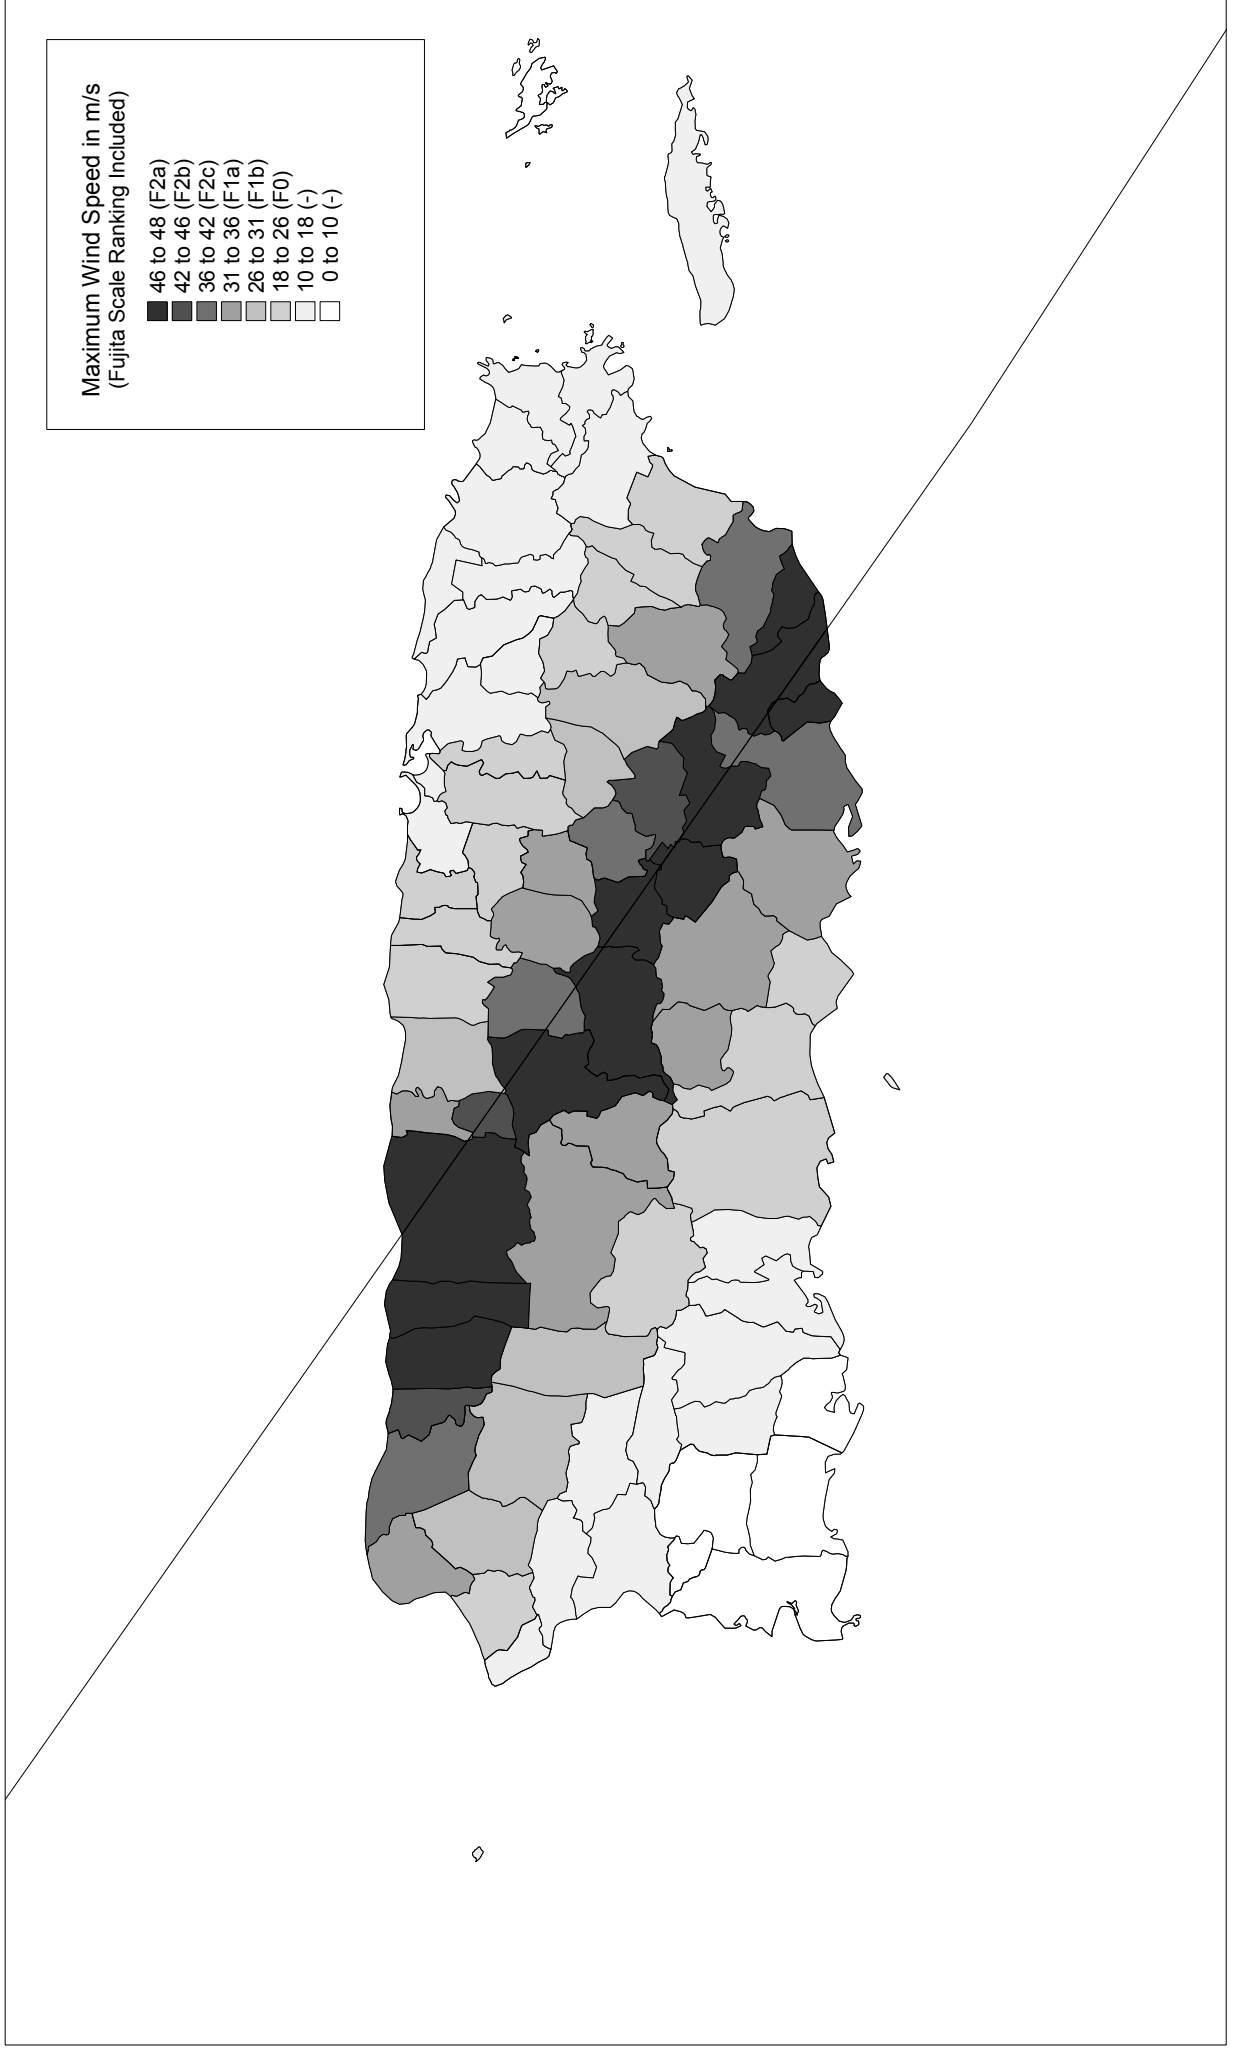 Maximum Wind Speed in m/s
(Fujita Scale Ranking Included)
46 to 48 (F2a)
42 to 46 (F2b)
36 to 42 (F2c)
31 to 36 (F1a)
26 to 31 (F1b)
18 to 26 (F0)
10 to 18 (-)
0 to 10 (-)